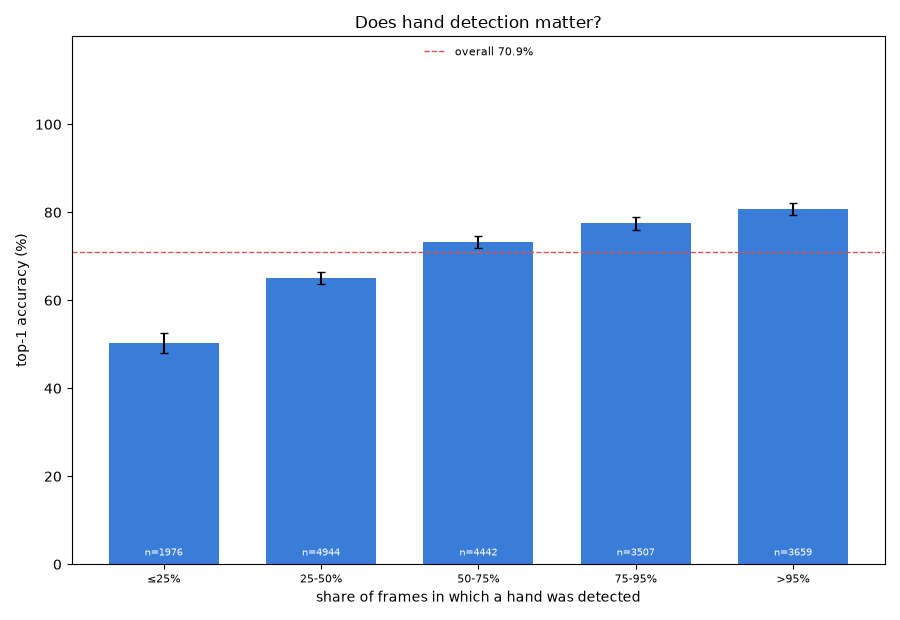 Does hand detection matter?
overall 70.9%
top-1 accuracy (%)
100
80
60
40
20
0
n=1976
n=4944
n=4442
n=3507
n=3659
≤25%
25-50%
50-75%
75-95%
>95%
share of frames in which a hand was detected